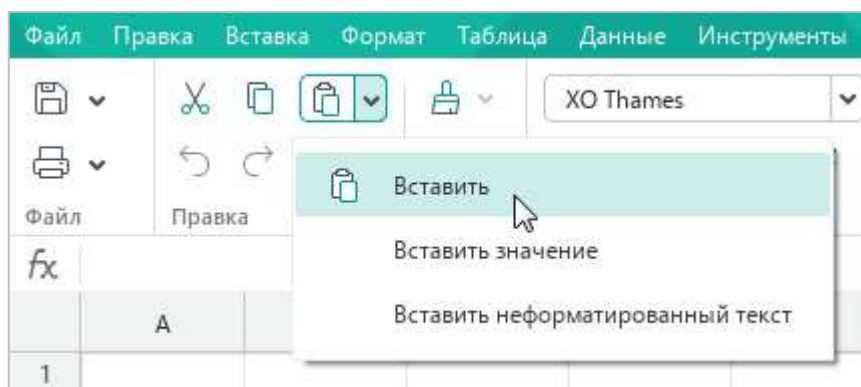 Файл Правка Вставка Формат Таблица Данные Инструменты
XO Thames
Файл Правка
Вставить
Вставить значение
fx
Вставить неформатированный текст
A
1